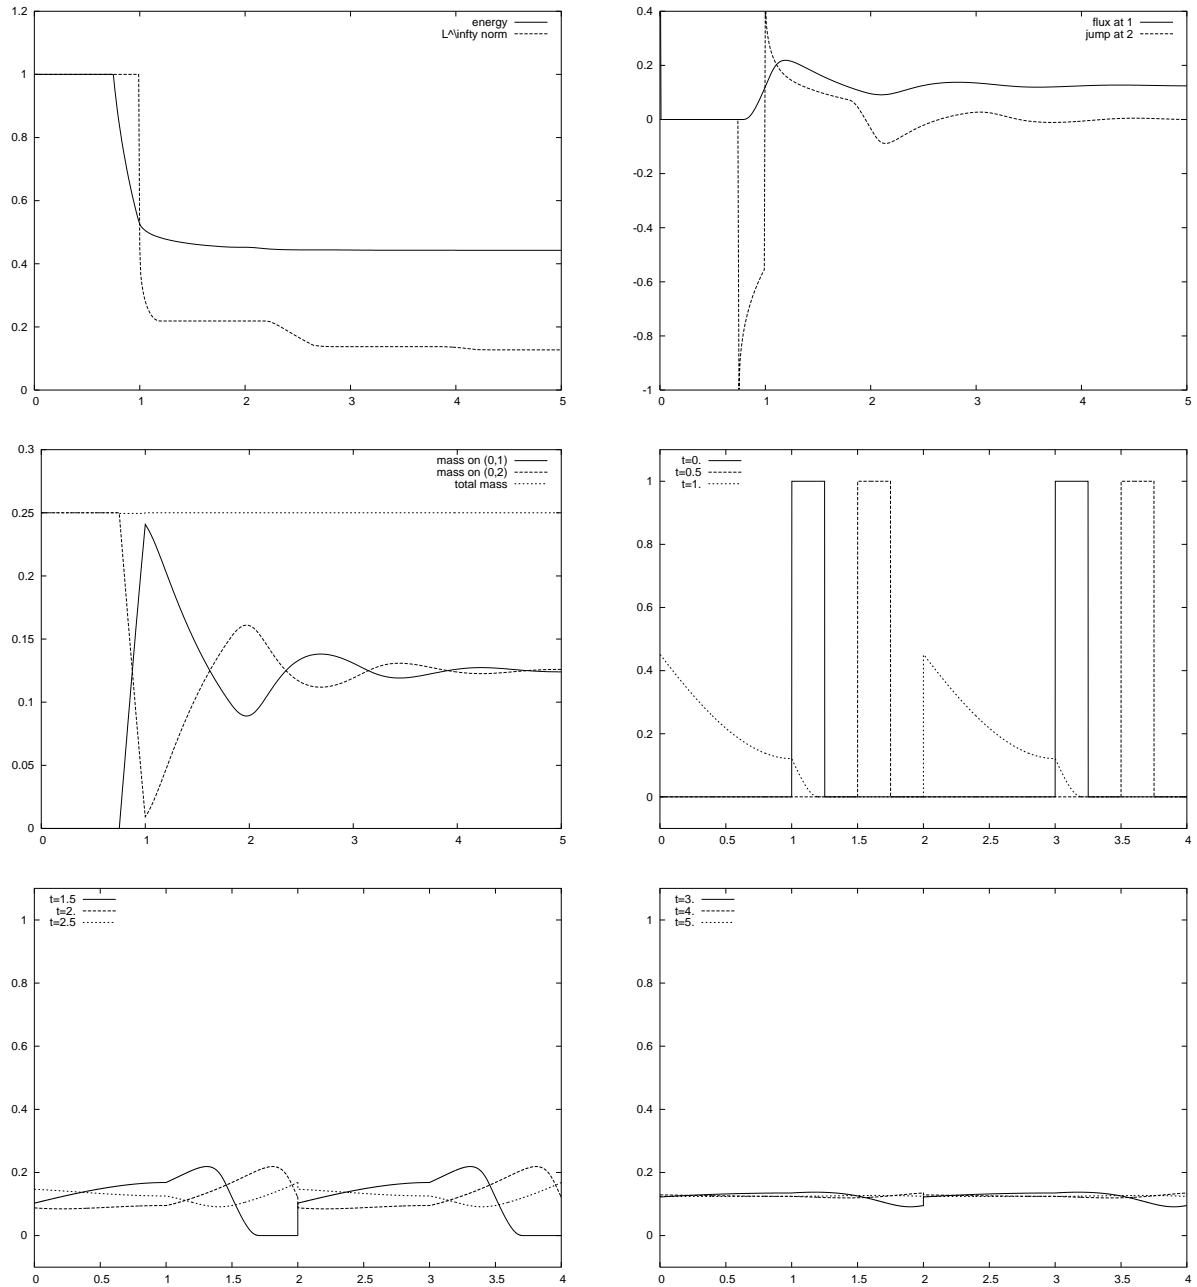 energy
L^\infty norm
1.2
1
0.8
0.6
0.4
0.2
0
0 1 2 3 4 5
flux at 1
jump at 2
0.4
0.2
0
-0.2
-0.4
-0.6
-0.8
-1
0 1 2 3 4 5
mass on (0,1)
mass on (0,2)
total mass
0.3
0.25
0.2
0.15
0.1
0.05
0
0 1 2 3 4 5
t=0.
t=0.5
t=1.
1
0.8
0.6
0.4
0.2
0
0 0.5 1 1.5 2 2.5 3 3.5 4
t=1.5
t=2.
t=2.5
1
0.8
0.6
0.4
0.2
0
0 0.5 1 1.5 2 2.5 3 3.5 4
t=3.
t=4.
t=5.
1
0.8
0.6
0.4
0.2
0
0 0.5 1 1.5 2 2.5 3 3.5 4